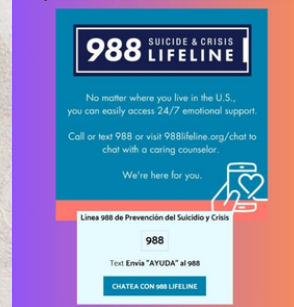 988 SUICIDE & CRISIS
LIFELINE
No matter where you live in the U.S.,
you can easily access 24/7 emotional support.
Call or text 988 or visit 988lifeline.org/chat to
chat with a caring counselor.
We're here for you.
Línea 988 de Prevención del Suicidio y Crisis
988
Text Envía "AYUDA" al 988
CHATEA CON 988 LIFELINE